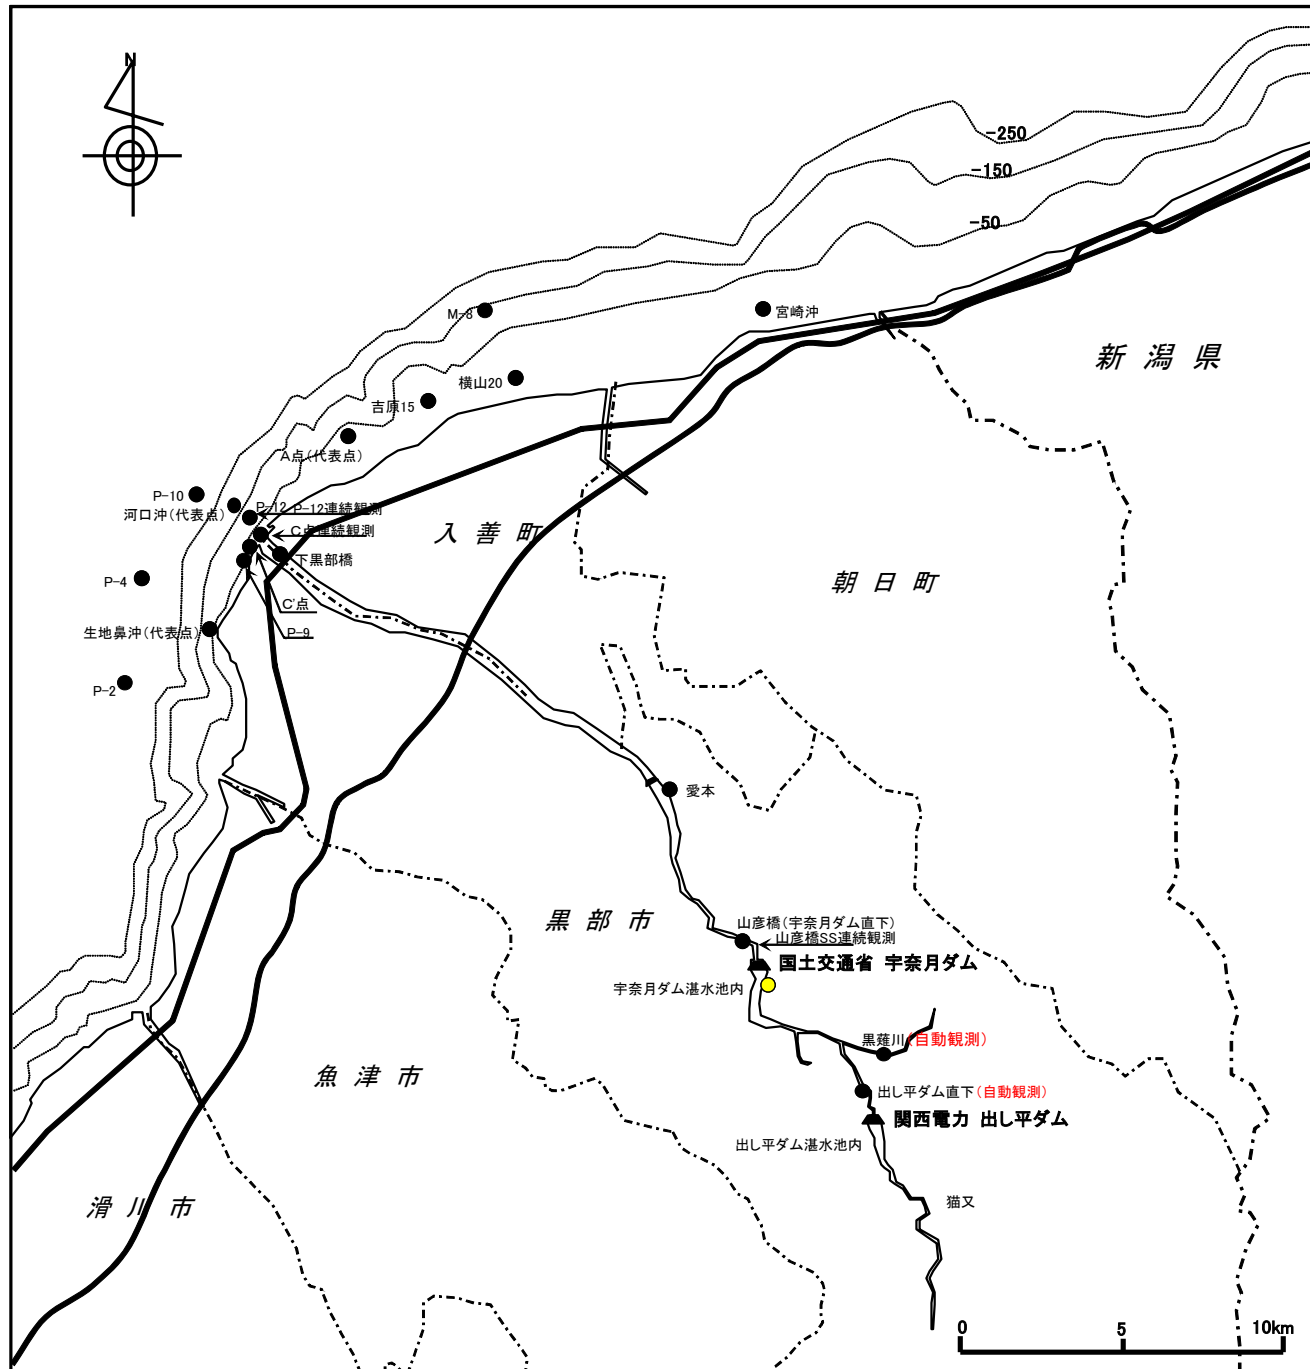 N
-250
-150
-50
M-8
宮崎沖
新潟県
横山20
吉原15
A点(代表点)
P-10
河口沖(代表点)
P-12
P-12連続観測
C点連続観測
入善町
下黒部橋
P-4
朝日町
C'点
生地鼻沖(代表点)
P-9
P-2
愛本
黒部市
山彦橋(宇奈月ダム直下)
山彦橋SS連続観測
国土交通省 宇奈月ダム
宇奈月ダム湛水池内
黒薙川(自動観測)
魚津市
出し平ダム直下(自動観測)
関西電力 出し平ダム
出し平ダム湛水池内
滑川市
猫又
0 5 10km